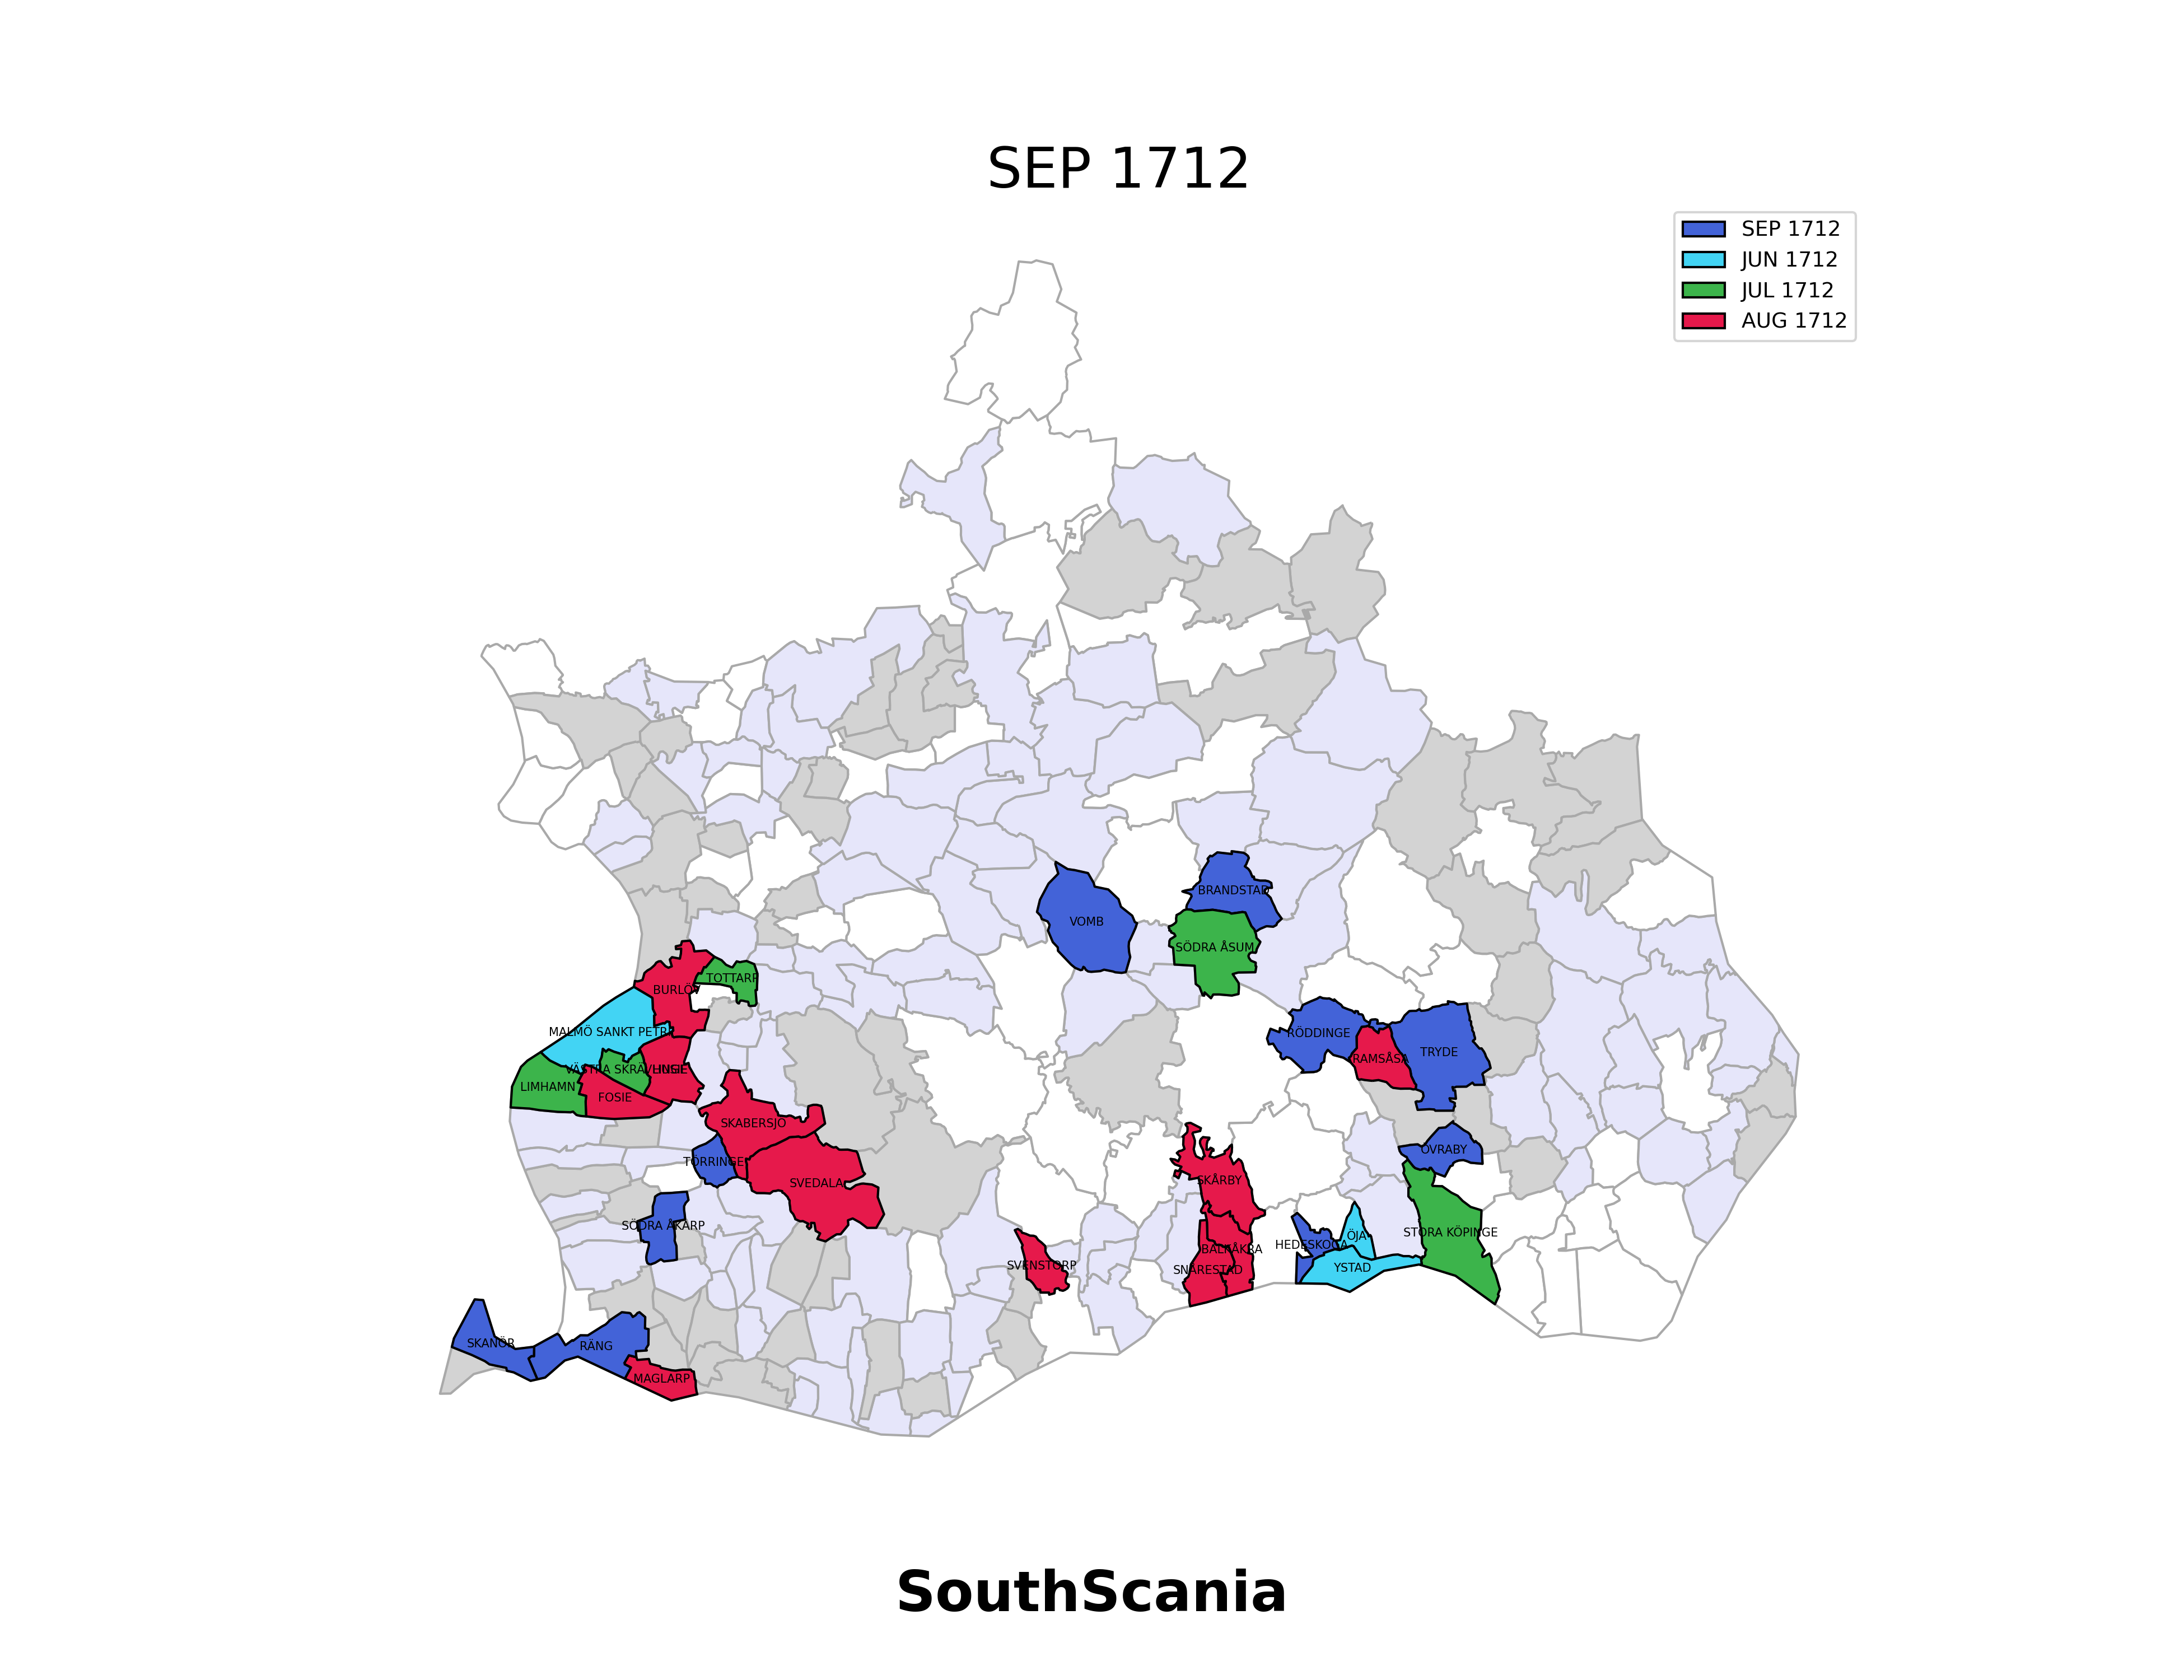 SEP 1712
SEP 1712
JUN 1712
JUL 1712
AUG 1712
BRANDSTAD
VOMB
SÖDRA ÅSUM
TOTTARP
BURLÖV
MALMÖ SANKT PETRI
RÖDDINGE
TRYDE
RAMSÅSA
VÄSTRA SKRÄVLINGE
HUSIE
LIMHAMN
FOSIE
SKABERSJÖ
ÖVRABY
TÖRRINGE
SVEDALA
SKÅRBY
SÖDRA ÅKARP
STORA KÖPINGE
ÖJA
HEDESKOGA
BALKÅKRA
SVENSTORP
SNÅRESTAD
YSTAD
SKANÖR
RÄNG
MAGLARP
SouthScania